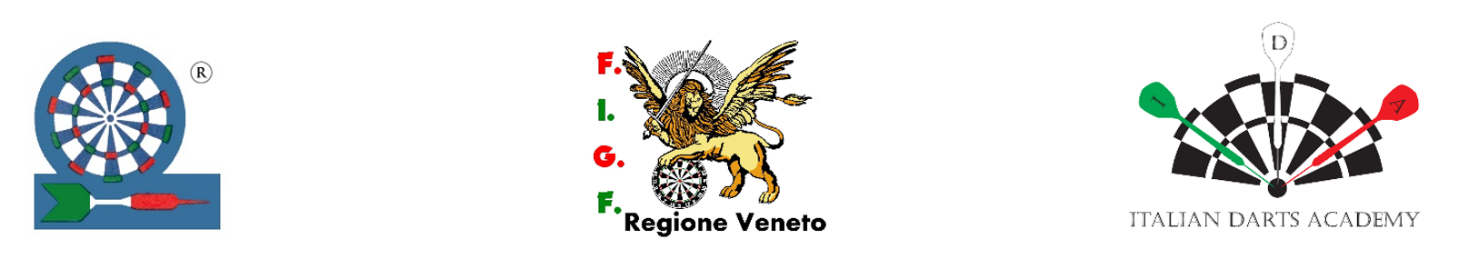 ®
F.
I.
G.
F.
Regione Veneto
I
D
A
ITALIAN DARTS ACADEMY